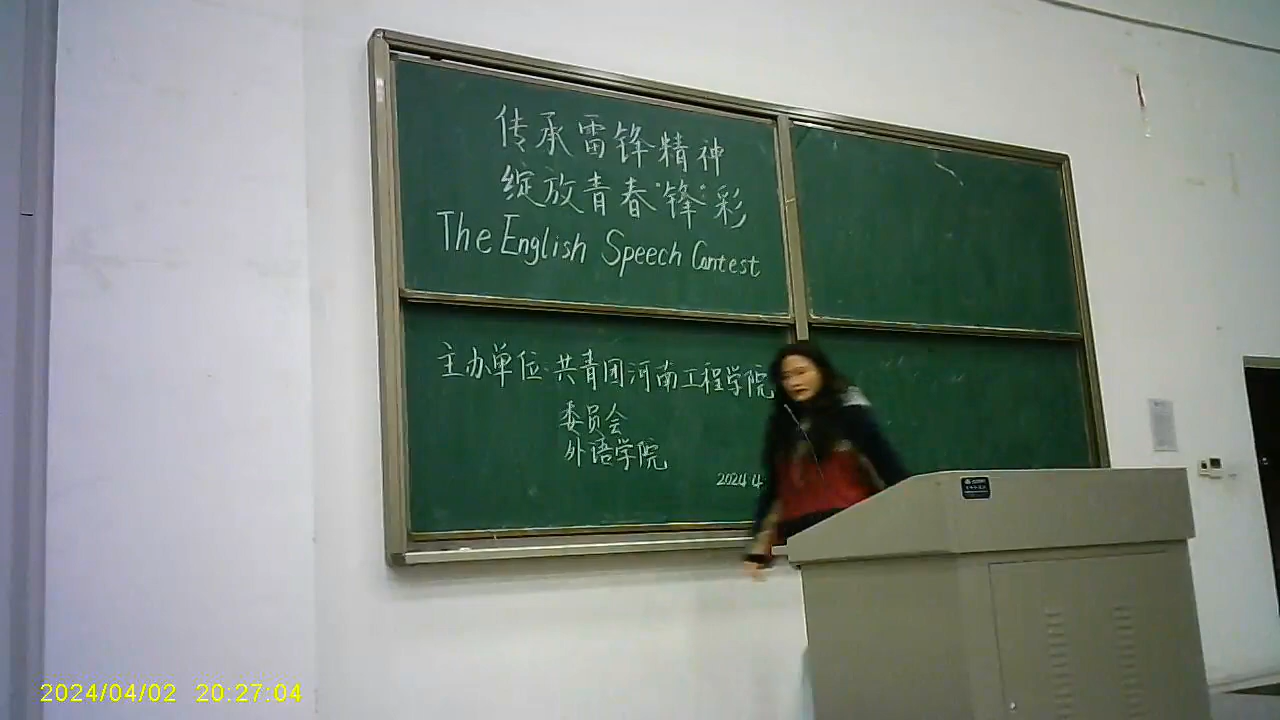 传承雷锋精神
绽放青春“锋”彩
The English Speech Contest
主办单位:共青团河南工程学院
委员会
外语学院
2024.4
2024/04/02 20:27:04